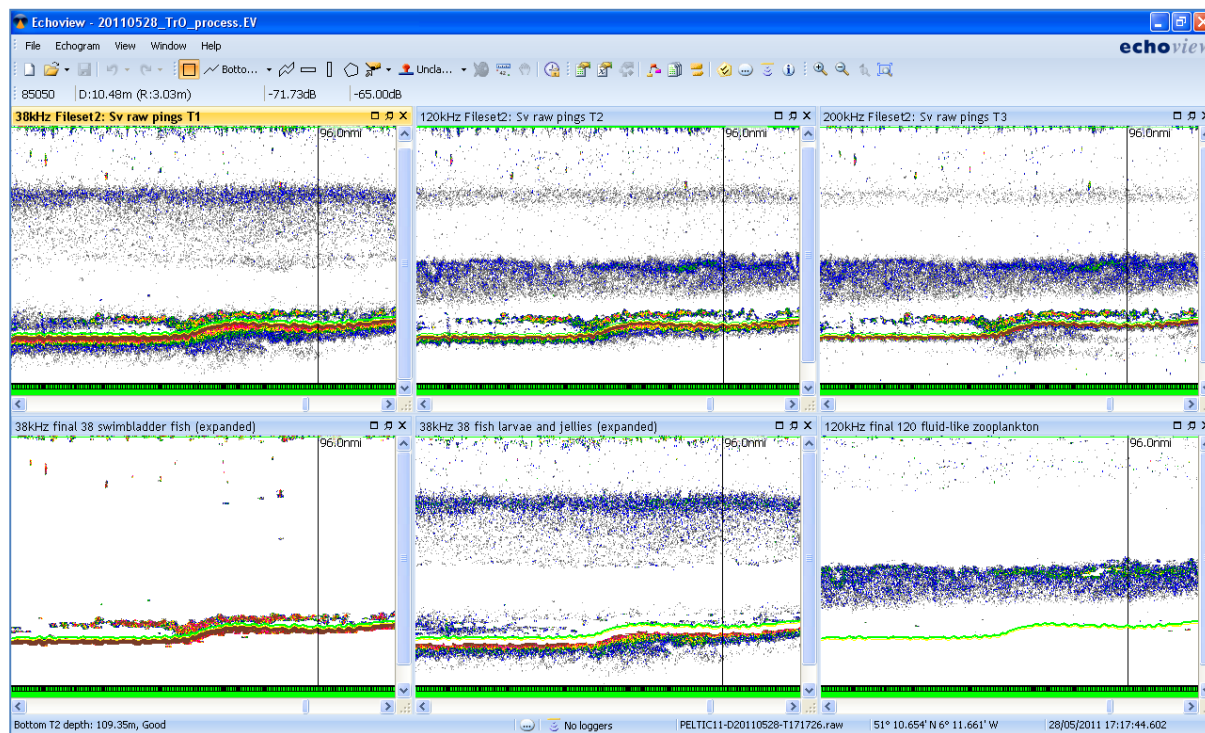 Echoview - 20110528_TrO_process.EV
File Echogram View Window Help
echoview
Botto... Uncla...
85050 D:10.48m (R:3.03m) -71.73dB -65.00dB
38kHz Fileset2: Sv raw pings T1
120kHz Fileset2: Sv raw pings T2
200kHz Fileset2: Sv raw pings T3
96.0nmi
96.0nmi
96.0nmi
38kHz final 38 swimbladder fish (expanded)
38kHz 38 fish larvae and jellies (expanded)
120kHz final 120 fluid-like zooplankton
96.0nmi
96.0nmi
96.0nmi
Bottom T2 depth: 109.35m, Good No loggers PELTIC11-D20110528-T171726.raw 51° 10.654' N 6° 11.661' W 28/05/2011 17:17:44.602